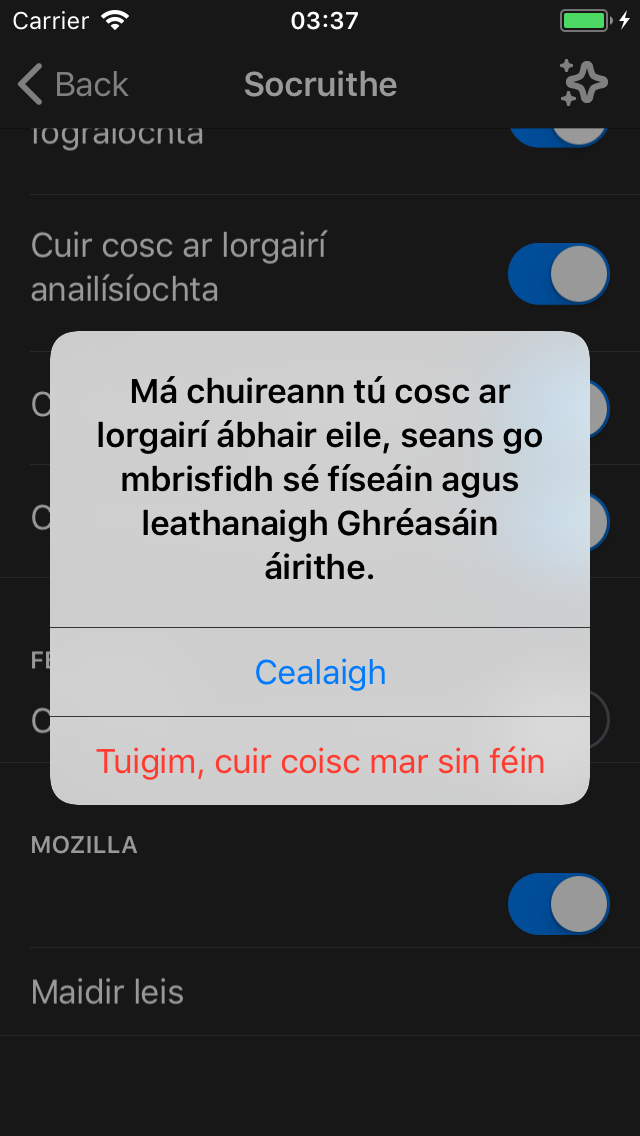 Carrier 03:37
Back Socruithe
fógraíochta
Cuir cosc ar lorgairí
anailísíochta
Má chuireann tú cosc ar
lorgairí ábhair eile, seans go
mbrisfidh sé físeáin agus
leathanaigh Ghréasáin
áirithe.
Cealaigh
Tuigim, cuir coisc mar sin féin
MOZILLA
Maidir leis